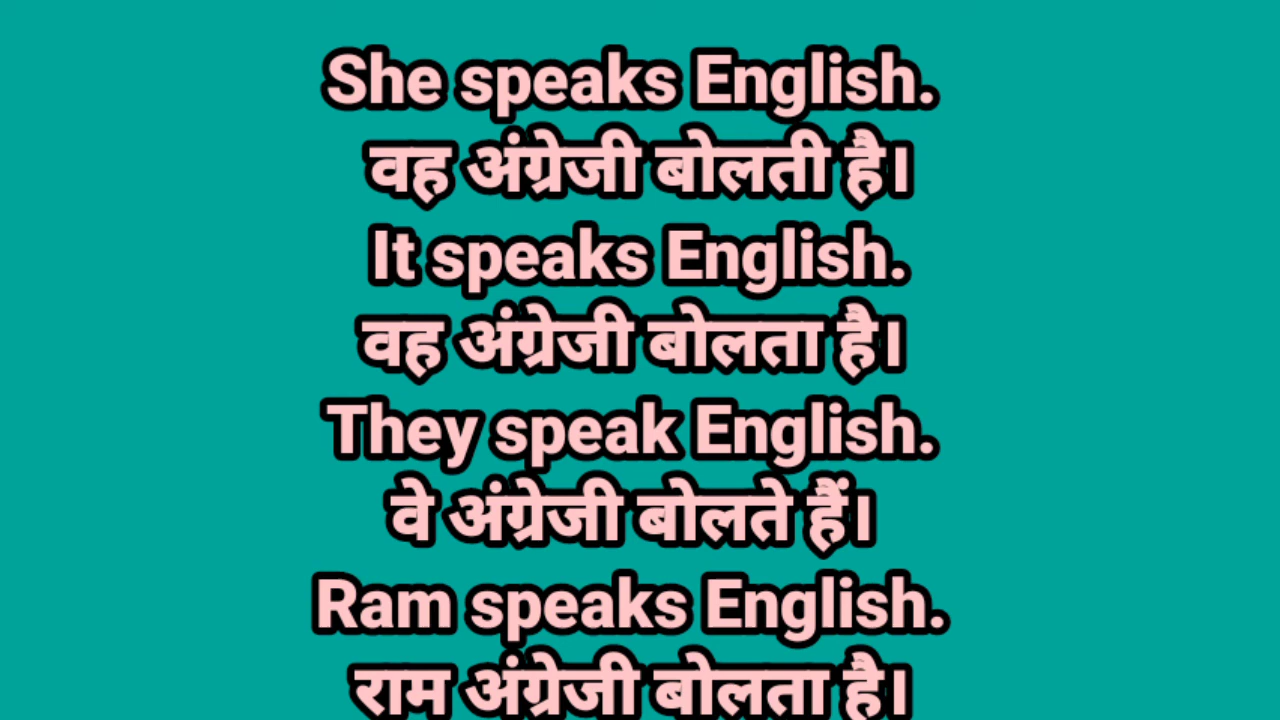 She speaks English.
वह अंग्रेजी बोलती है।
It speaks English.
वह अंग्रेजी बोलता है।
They speak English.
वे अंग्रेजी बोलते हैं।
Ram speaks English.
राम अंग्रेजी बोलता है।